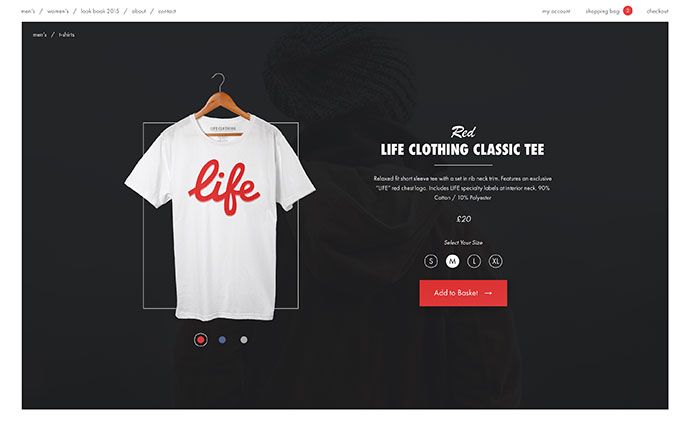 men's / women's / look book 2015 / about / contact
my account shopping bag 2 checkout
men's / t-shirts
LIFE CLOTHING
life
Red
LIFE CLOTHING CLASSIC TEE
Relaxed fit short sleeve tee with a set in rib neck trim. Features an exclusive
"LIFE" red chest logo. Includes LIFE specialty labels at interior neck. 90%
Cotton / 10% Polyester
£20
Select Your Size
S M L XL
Add to Basket →